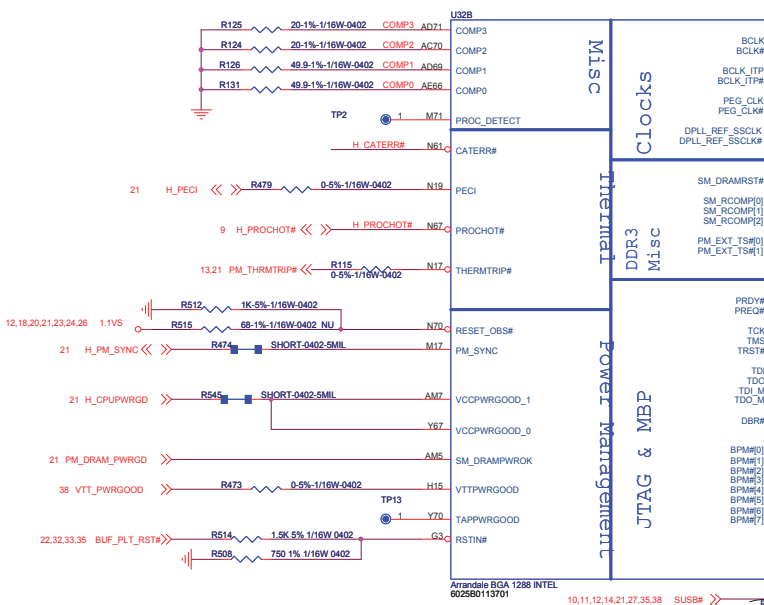 U32B
R125 20-1%-1/16W-0402 COMP3 AD71 COMP3
R124 20-1%-1/16W-0402 COMP2 AC70 COMP2
R126 49.9-1%-1/16W-0402 COMP1 AD69 COMP1
R131 49.9-1%-1/16W-0402 COMP0 AE66 COMP0
TP2 1 M71 PROC_DETECT
H_CATERR# N61 CATERR#
21 H_PECI R479 0-5%-1/16W-0402 N19 PECI
9 H_PROCHOT# H_PROCHOT# N67 PROCHOT#
13,21 PM_THRMTRIP# R115 0-5%-1/16W-0402 N17 THERMTRIP#
R512 1K-5%-1/16W-0402
12,18,20,21,23,24,26 1.1VS R515 68-1%-1/16W-0402 NU N70 RESET_OBS#
21 H_PM_SYNC R474 SHORT-0402-5MIL M17 PM_SYNC
21 H_CPUPWRGD R545 SHORT-0402-5MIL AM7 VCCPWRGOOD_1
Y67 VCCPWRGOOD_0
21 PM_DRAM_PWRGD AM5 SM_DRAMPWROK
38 VTT_PWRGOOD R473 0-5%-1/16W-0402 H15 VTTPWRGOOD
TP13 1 Y70 TAPPWRGOOD
22,32,33,35 BUF_PLT_RST# R514 1.5K 5% 1/16W 0402 G3 RSTIN#
R508 750 1% 1/16W 0402
Misc
Thermal
Power Management
Clocks
BCLK
BCLK#
BCLK_ITP
BCLK_ITP#
PEG_CLK
PEG_CLK#
DPLL_REF_SSCLK
DPLL_REF_SSCLK#
DDR3
Misc
SM_DRAMRST#
SM_RCOMP[0]
SM_RCOMP[1]
SM_RCOMP[2]
PM_EXT_TS#[0]
PM_EXT_TS#[1]
JTAG & MBP
PRDY#
PREQ#
TCK
TMS
TRST#
TDI
TDO
TDI_M
TDO_M
DBR#
BPM#[0]
BPM#[1]
BPM#[2]
BPM#[3]
BPM#[4]
BPM#[5]
BPM#[6]
BPM#[7]
Arrandale BGA 1288 INTEL
6025B0113701
10,11,12,14,21,27,35,38 SUSB#